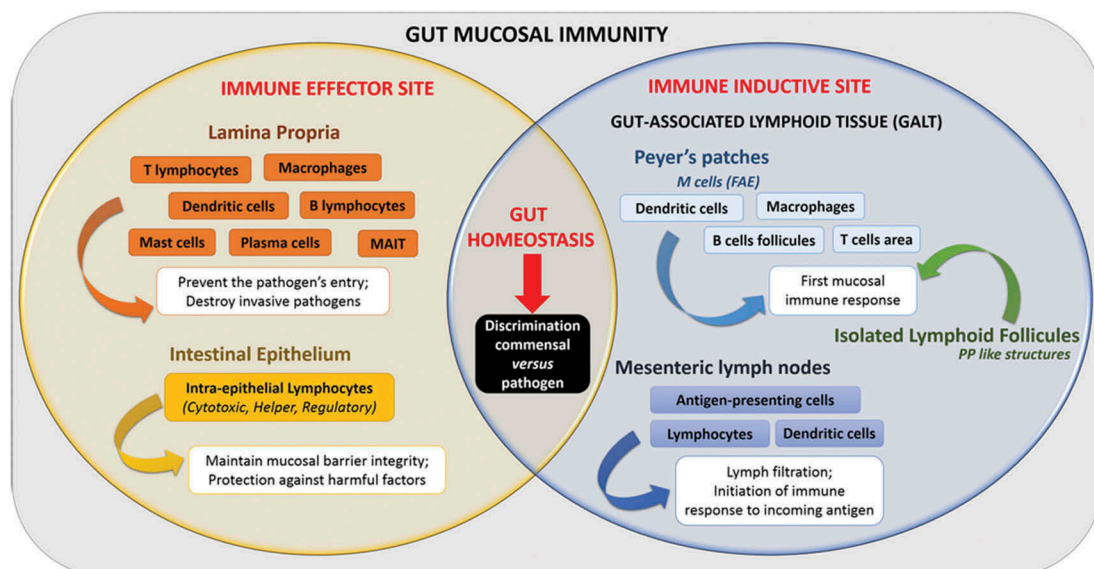 GUT MUCOSAL IMMUNITY
IMMUNE EFFECTOR SITE
Lamina Propria
T lymphocytes
Macrophages
Dendritic cells
B lymphocytes
Mast cells
Plasma cells
MAIT
Prevent the pathogen's entry;
Destroy invasive pathogens
Intestinal Epithelium
Intra-epithelial Lymphocytes
(Cytotoxic, Helper, Regulatory)
Maintain mucosal barrier integrity;
Protection against harmful factors
GUT
HOMEOSTASIS
Discrimination
commensal
versus
pathogen
IMMUNE INDUCTIVE SITE
GUT-ASSOCIATED LYMPHOID TISSUE (GALT)
Peyer's patches
M cells (FAE)
Dendritic cells
Macrophages
B cells follicules
T cells area
First mucosal
immune response
Isolated Lymphoid Follicules
PP like structures
Mesenteric lymph nodes
Antigen-presenting cells
Lymphocytes
Dendritic cells
Lymph filtration;
Initiation of immune
response to incoming antigen